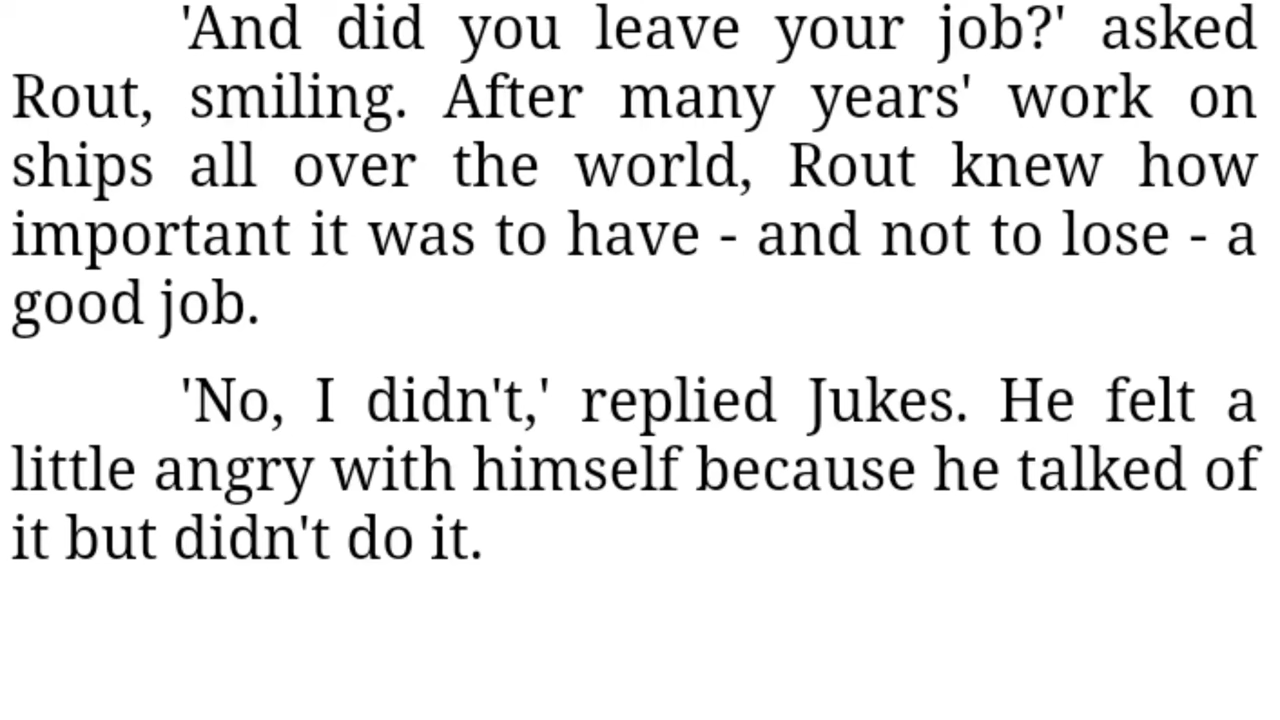 'And did you leave your job?' asked
Rout, smiling. After many years' work on
ships all over the world, Rout knew how
important it was to have - and not to lose - a
good job.
'No, I didn't,' replied Jukes. He felt a
little angry with himself because he talked of
it but didn't do it.